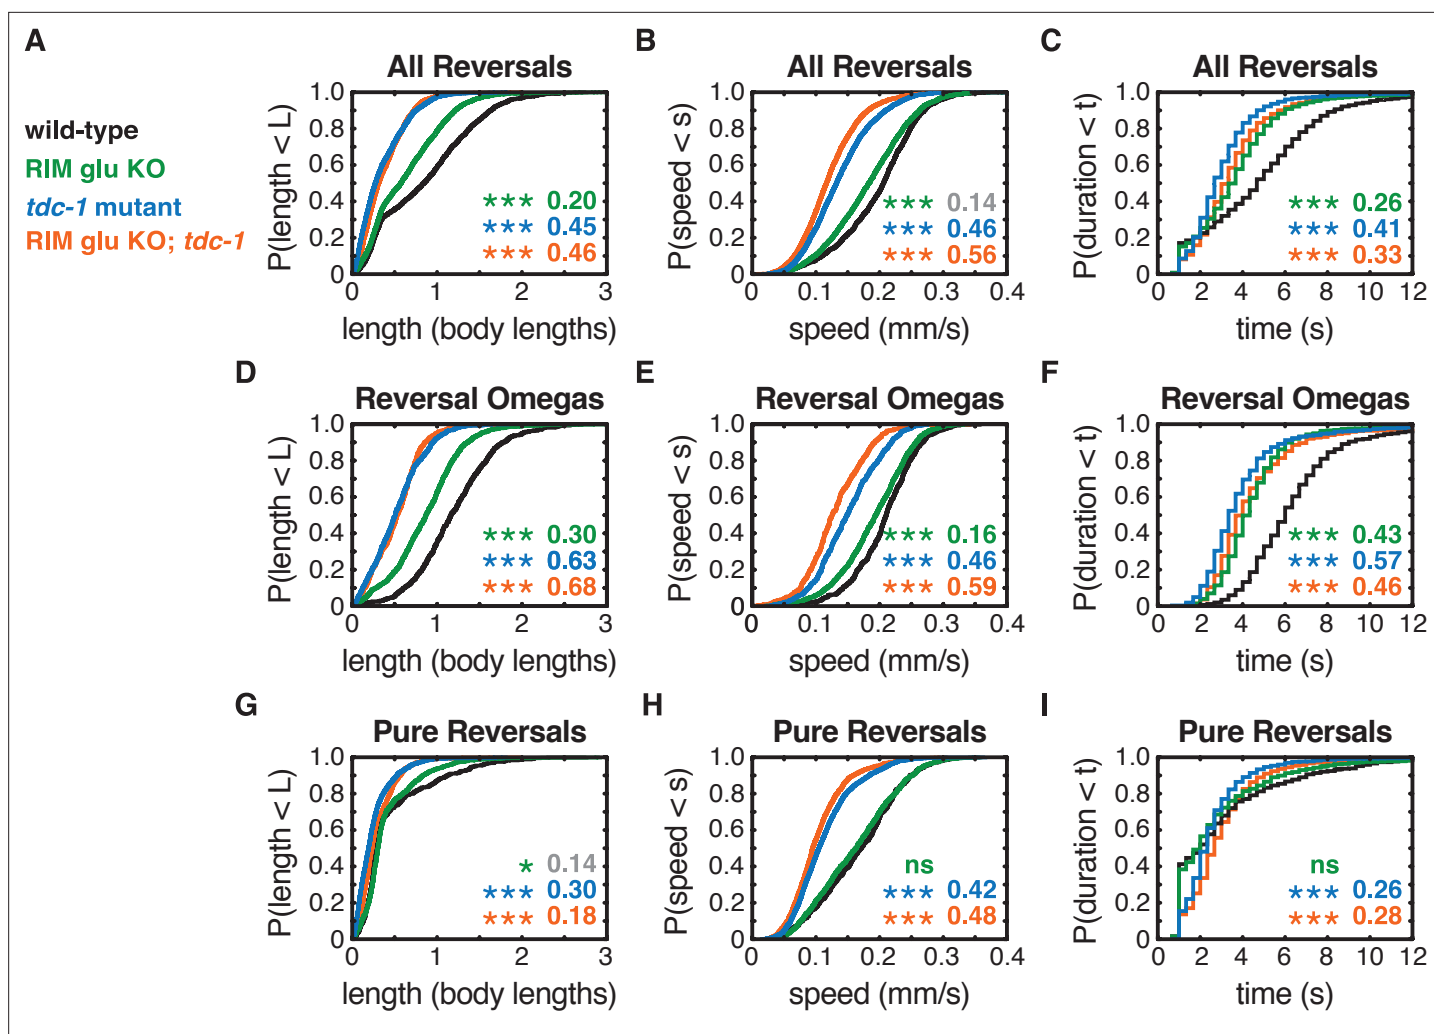 A
wild-type
RIM glu KO
tdc-1 mutant
RIM glu KO; tdc-1
All Reversals
P(length < L)
1.0
0.8
0.6
0.4
0.2
0
*** 0.20
*** 0.45
*** 0.46
0 1 2 3
length (body lengths)
B
All Reversals
P(speed < s)
1.0
0.8
0.6
0.4
0.2
0
*** 0.14
*** 0.46
*** 0.56
0 0.1 0.2 0.3 0.4
speed (mm/s)
C
All Reversals
P(duration < t)
1.0
0.8
0.6
0.4
0.2
0
*** 0.26
*** 0.41
*** 0.33
0 2 4 6 8 10 12
time (s)
D
Reversal Omegas
P(length < L)
1.0
0.8
0.6
0.4
0.2
0
*** 0.30
*** 0.63
*** 0.68
0 1 2 3
length (body lengths)
E
Reversal Omegas
P(speed < s)
1.0
0.8
0.6
0.4
0.2
0
*** 0.16
*** 0.46
*** 0.59
0 0.1 0.2 0.3 0.4
speed (mm/s)
F
Reversal Omegas
P(duration < t)
1.0
0.8
0.6
0.4
0.2
0
*** 0.43
*** 0.57
*** 0.46
0 2 4 6 8 10 12
time (s)
G
Pure Reversals
P(length < L)
1.0
0.8
0.6
0.4
0.2
0
* 0.14
*** 0.30
*** 0.18
0 1 2 3
length (body lengths)
H
Pure Reversals
P(speed < s)
1.0
0.8
0.6
0.4
0.2
0
ns
*** 0.42
*** 0.48
0 0.1 0.2 0.3 0.4
speed (mm/s)
I
Pure Reversals
P(duration < t)
1.0
0.8
0.6
0.4
0.2
0
ns
*** 0.26
*** 0.28
0 2 4 6 8 10 12
time (s)